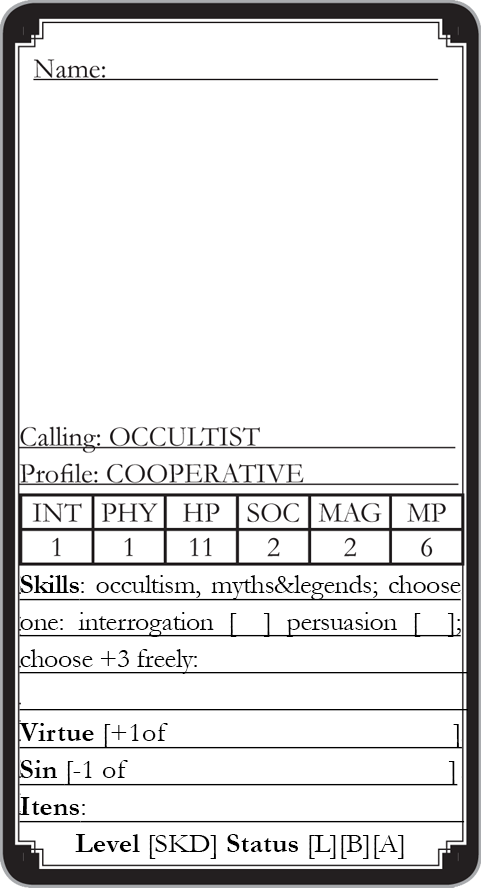 Name:
Calling: OCCULTIST
Profile: COOPERATIVE
INT PHY HP SOC MAG MP
1 1 11 2 2 6
Skills: occultism, myths&legends; choose
one: interrogation [ ] persuasion [ ];
choose +3 freely:
.
Virtue [+1of ]
Sin [-1 of ]
Itens:
Level [SKD] Status [L][B][A]